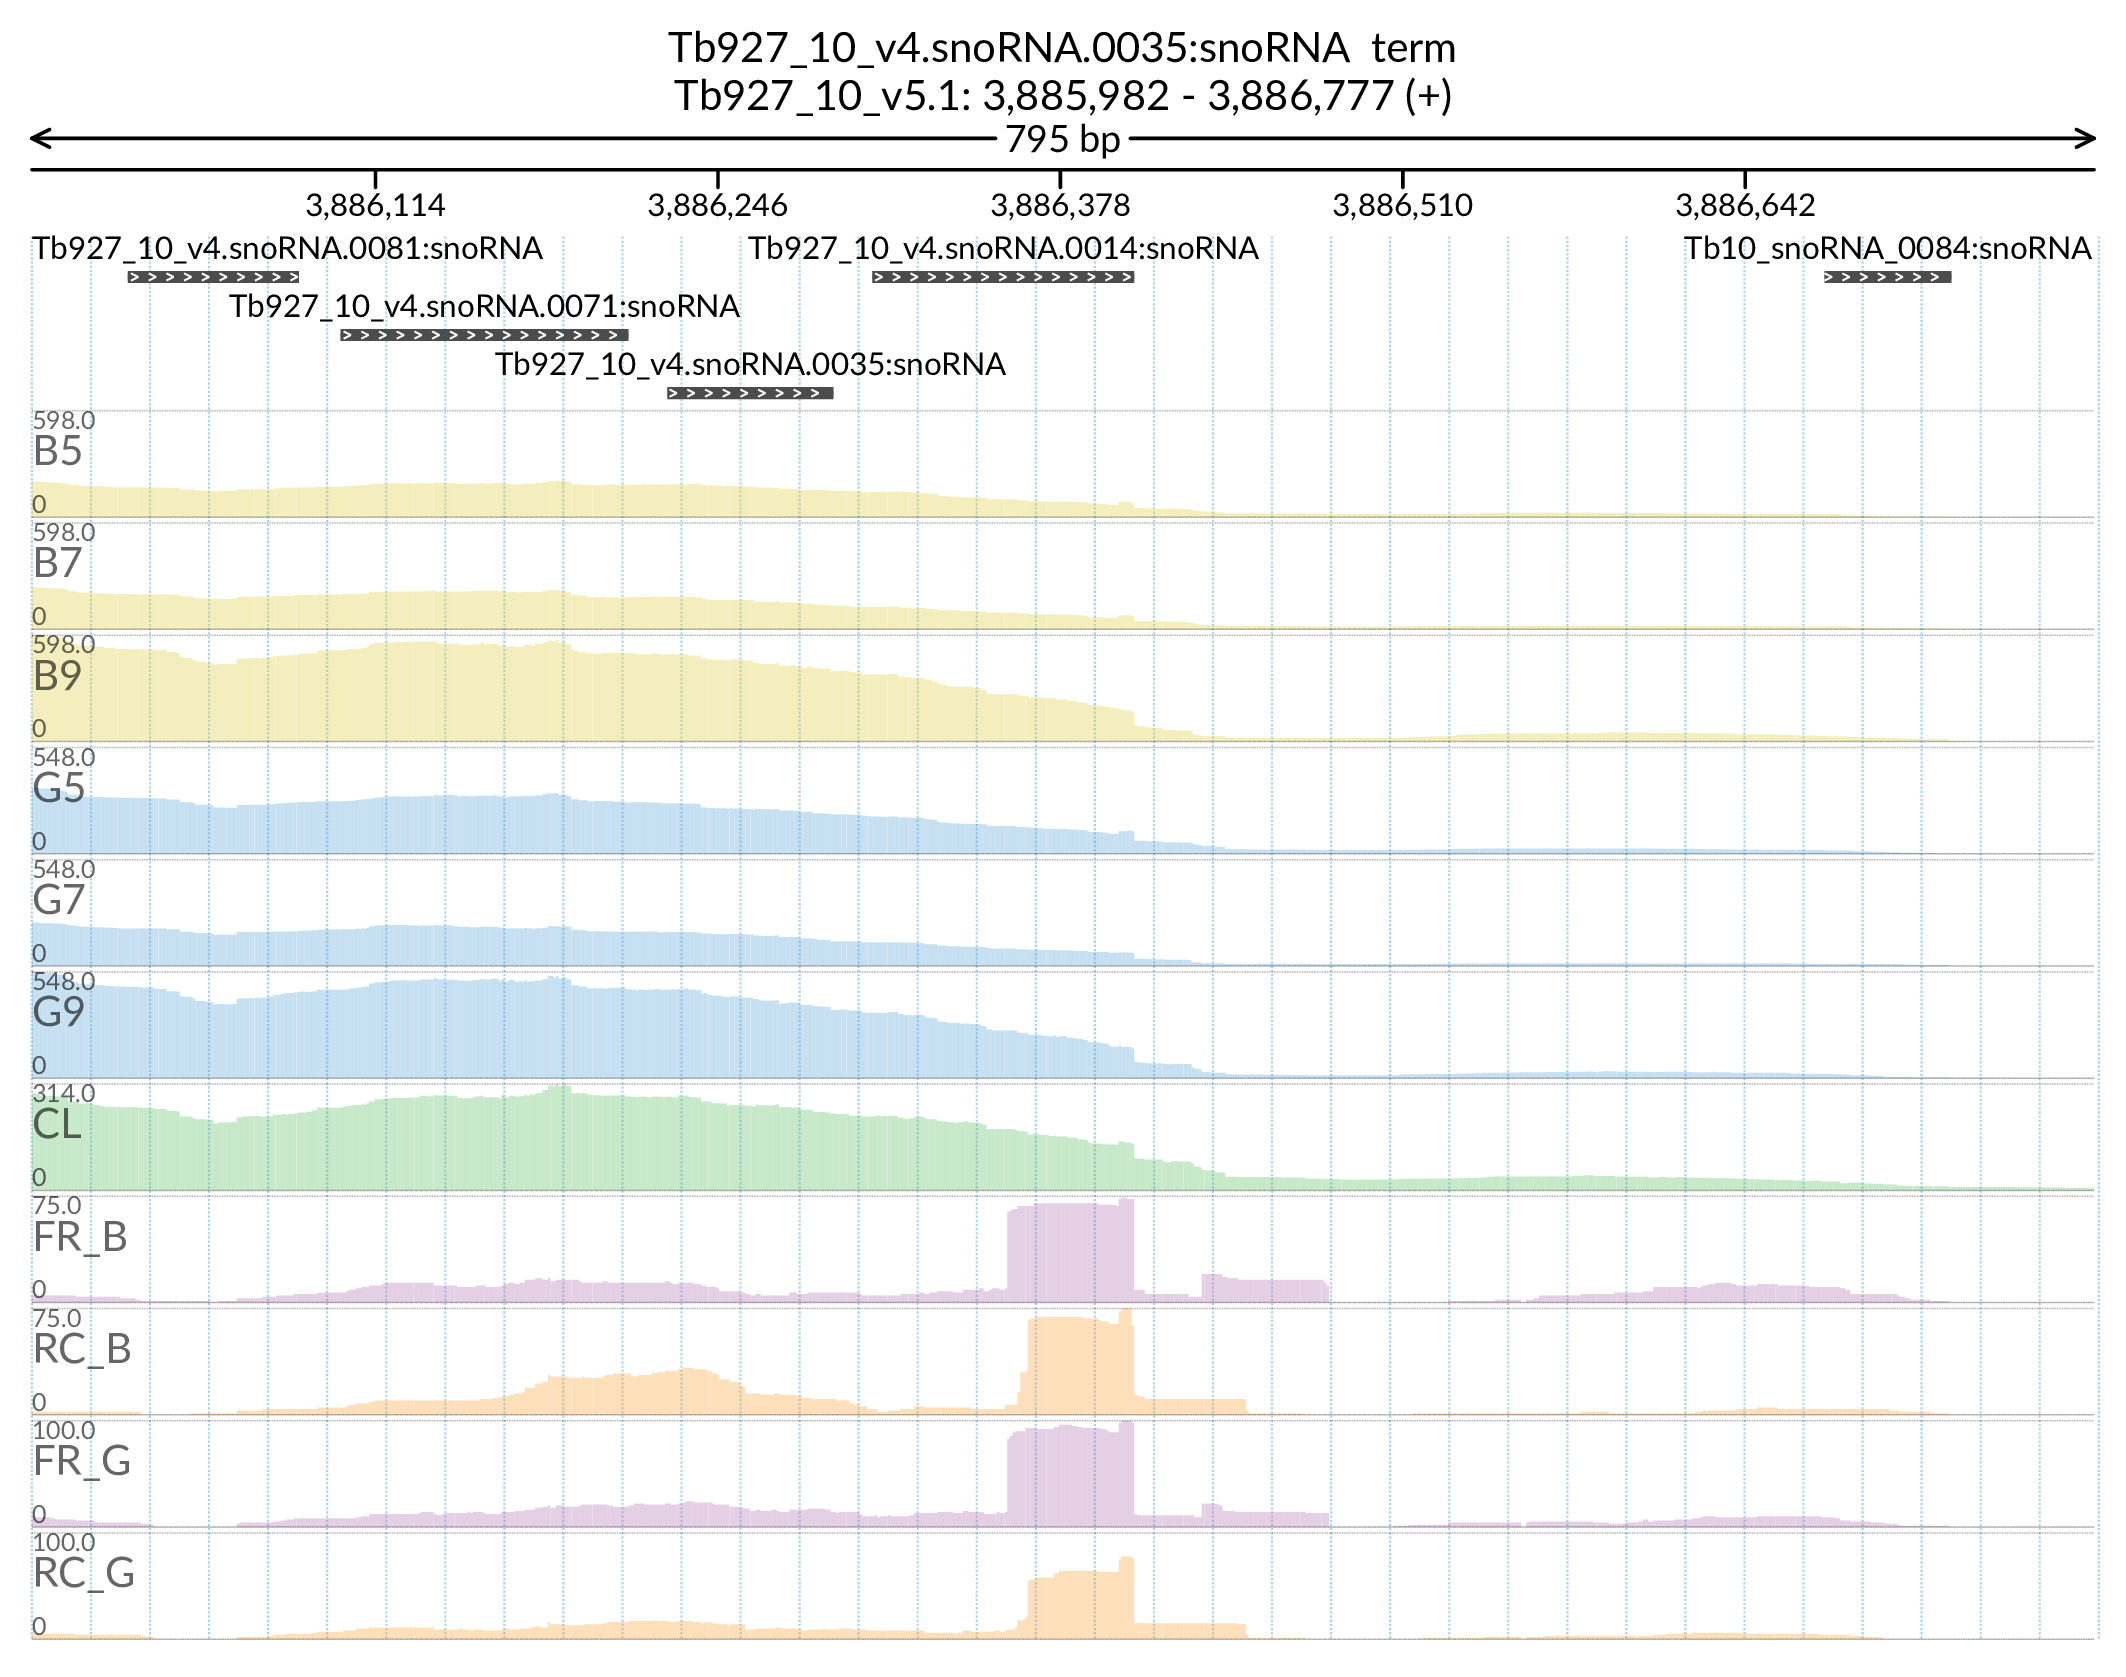 Tb927_10_v4.snoRNA.0035:snoRNA  term
Tb927_10_v5.1: 3,885,982 - 3,886,777 (+)
795 bp
3,886,114 3,886,246 3,886,378 3,886,510 3,886,642
Tb927_10_v4.snoRNA.0081:snoRNA Tb927_10_v4.snoRNA.0014:snoRNA Tb10_snoRNA_0084:snoRNA
Tb927_10_v4.snoRNA.0071:snoRNA
Tb927_10_v4.snoRNA.0035:snoRNA
598.0
B5
0
598.0
B7
0
598.0
B9
0
548.0
G5
0
548.0
G7
0
548.0
G9
0
314.0
CL
0
75.0
FR_B
0
75.0
RC_B
0
100.0
FR_G
0
100.0
RC_G
0